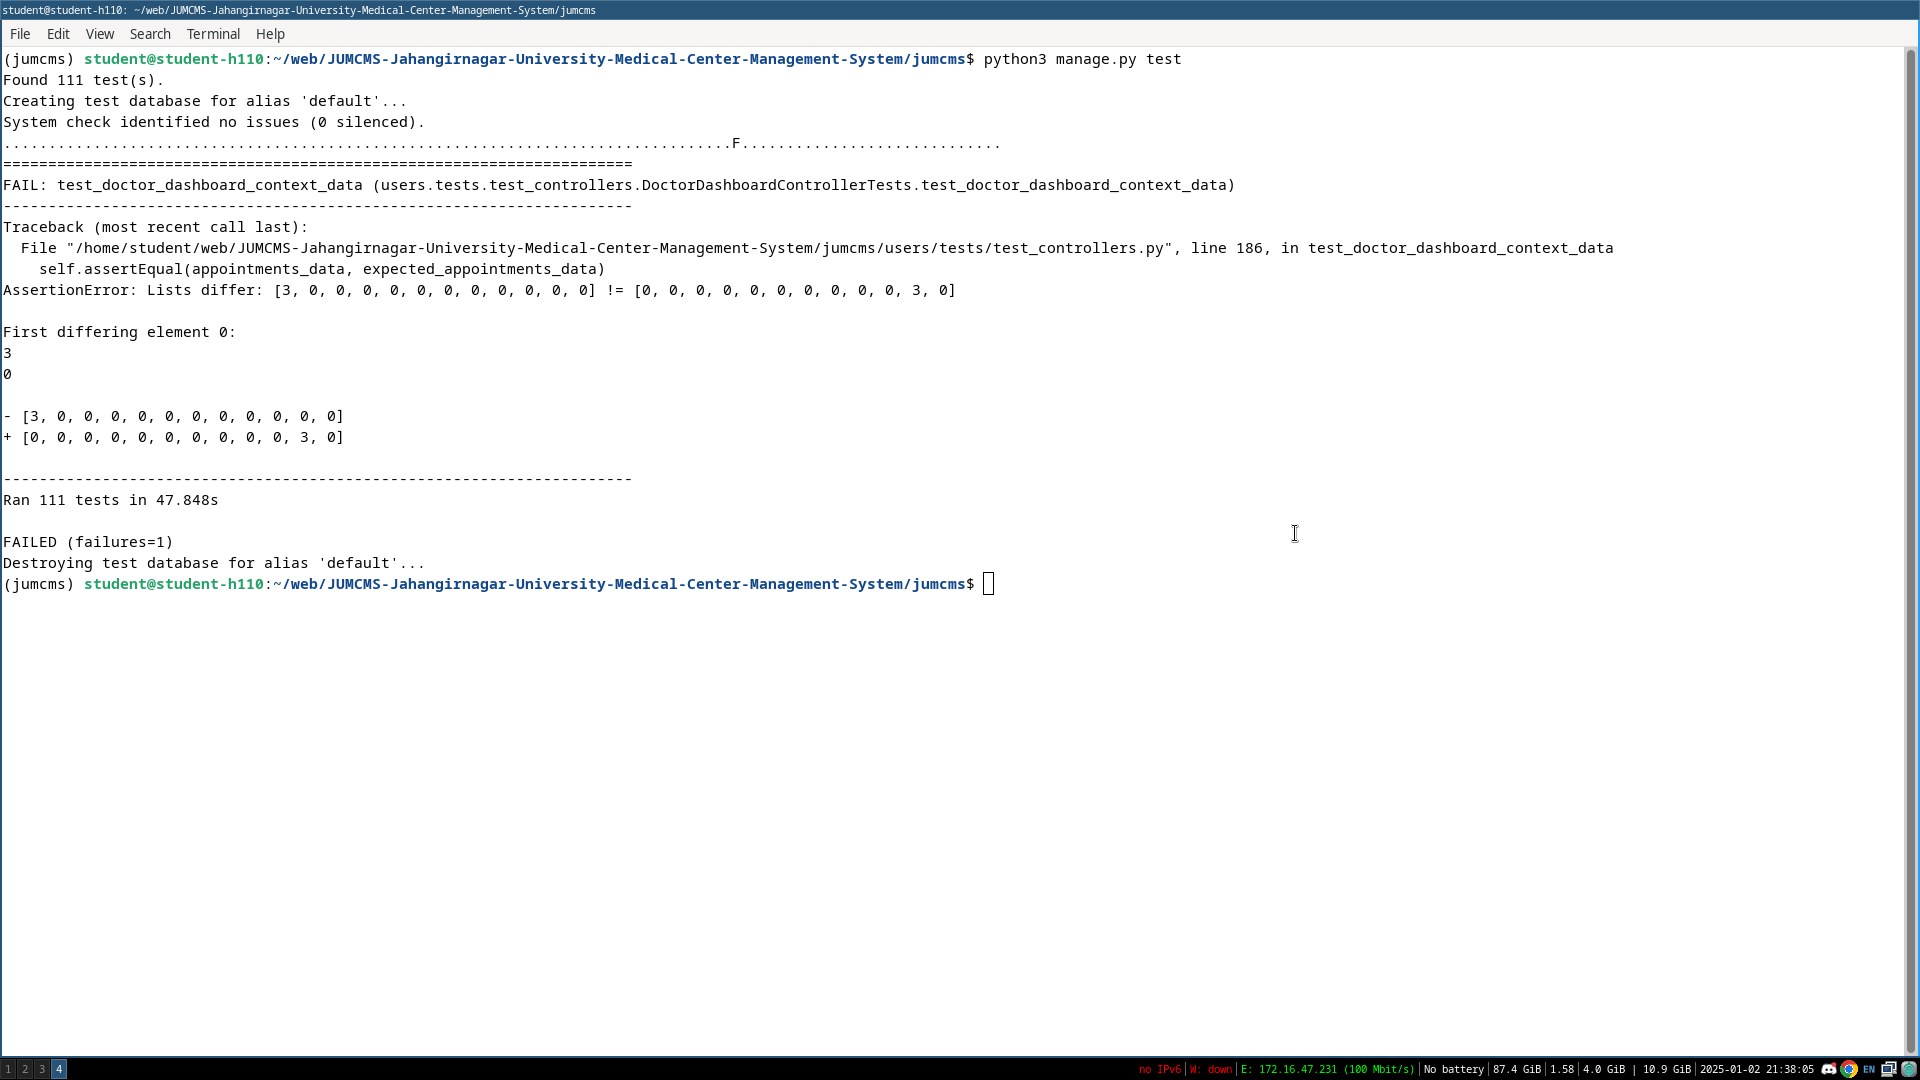 student@student-h110: ~/web/JUMCMS-Jahangirnagar-University-Medical-Center-Management-System/jumcms
File Edit View Search Terminal Help
(jumcms) student@student-h110:~/web/JUMCMS-Jahangirnagar-University-Medical-Center-Management-System/jumcms$ python3 manage.py test
Found 111 test(s).
Creating test database for alias 'default'...
System check identified no issues (0 silenced).
.................................................................................F.............................
======================================================================
FAIL: test_doctor_dashboard_context_data (users.tests.test_controllers.DoctorDashboardControllerTests.test_doctor_dashboard_context_data)
----------------------------------------------------------------------
Traceback (most recent call last):
  File "/home/student/web/JUMCMS-Jahangirnagar-University-Medical-Center-Management-System/jumcms/users/tests/test_controllers.py", line 186, in test_doctor_dashboard_context_data
    self.assertEqual(appointments_data, expected_appointments_data)
AssertionError: Lists differ: [3, 0, 0, 0, 0, 0, 0, 0, 0, 0, 0, 0] != [0, 0, 0, 0, 0, 0, 0, 0, 0, 0, 3, 0]

First differing element 0:
3
0

- [3, 0, 0, 0, 0, 0, 0, 0, 0, 0, 0, 0]
+ [0, 0, 0, 0, 0, 0, 0, 0, 0, 0, 3, 0]

----------------------------------------------------------------------
Ran 111 tests in 47.848s

FAILED (failures=1)
Destroying test database for alias 'default'...
(jumcms) student@student-h110:~/web/JUMCMS-Jahangirnagar-University-Medical-Center-Management-System/jumcms$
1 2 3 4 no IPv6 | W: down | E: 172.16.47.231 (100 Mbit/s) | No battery | 87.4 GiB | 1.58 | 4.0 GiB | 10.9 GiB | 2025-01-02 21:38:05 EN